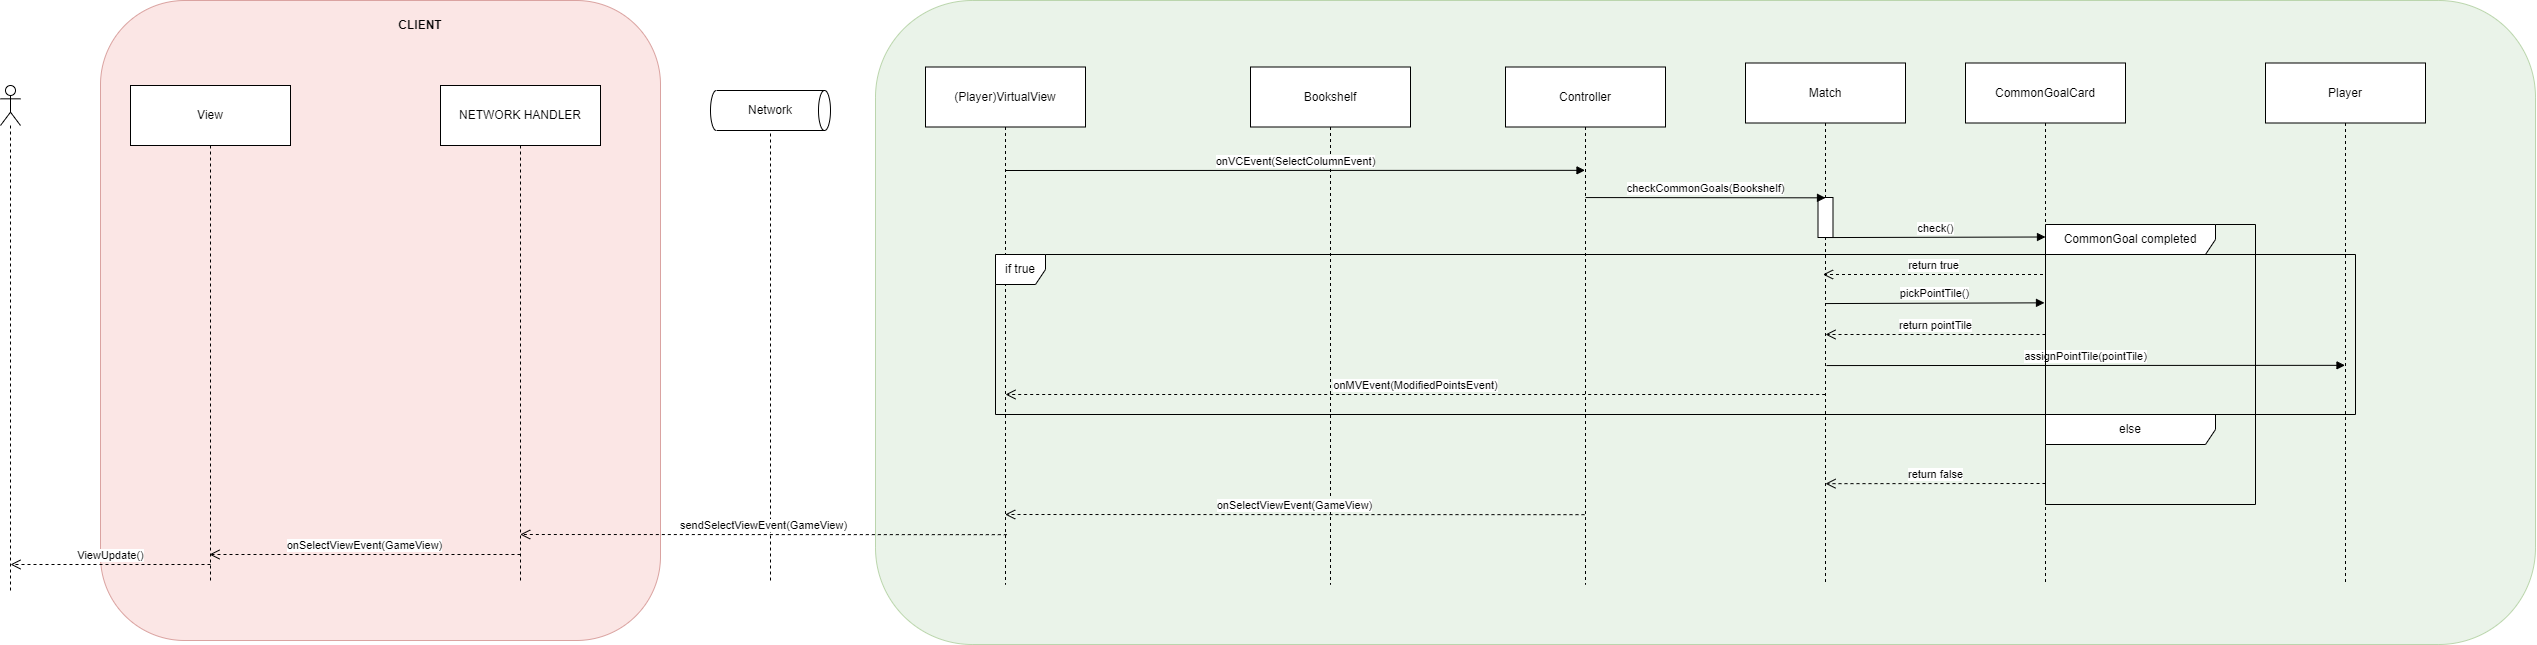 CLIENT
View
NETWORK HANDLER
Network
(Player)VirtualView
Bookshelf
Controller
Match
CommonGoalCard
Player
onVCEvent(SelectColumnEvent)
checkCommonGoals(Bookshelf)
check()
CommonGoal completed
if true
return true
pickPointTile()
return pointTile
assignPointTile(pointTile)
onMVEvent(ModifiedPointsEvent)
else
return false
onSelectViewEvent(GameView)
sendSelectViewEvent(GameView)
onSelectViewEvent(GameView)
ViewUpdate()